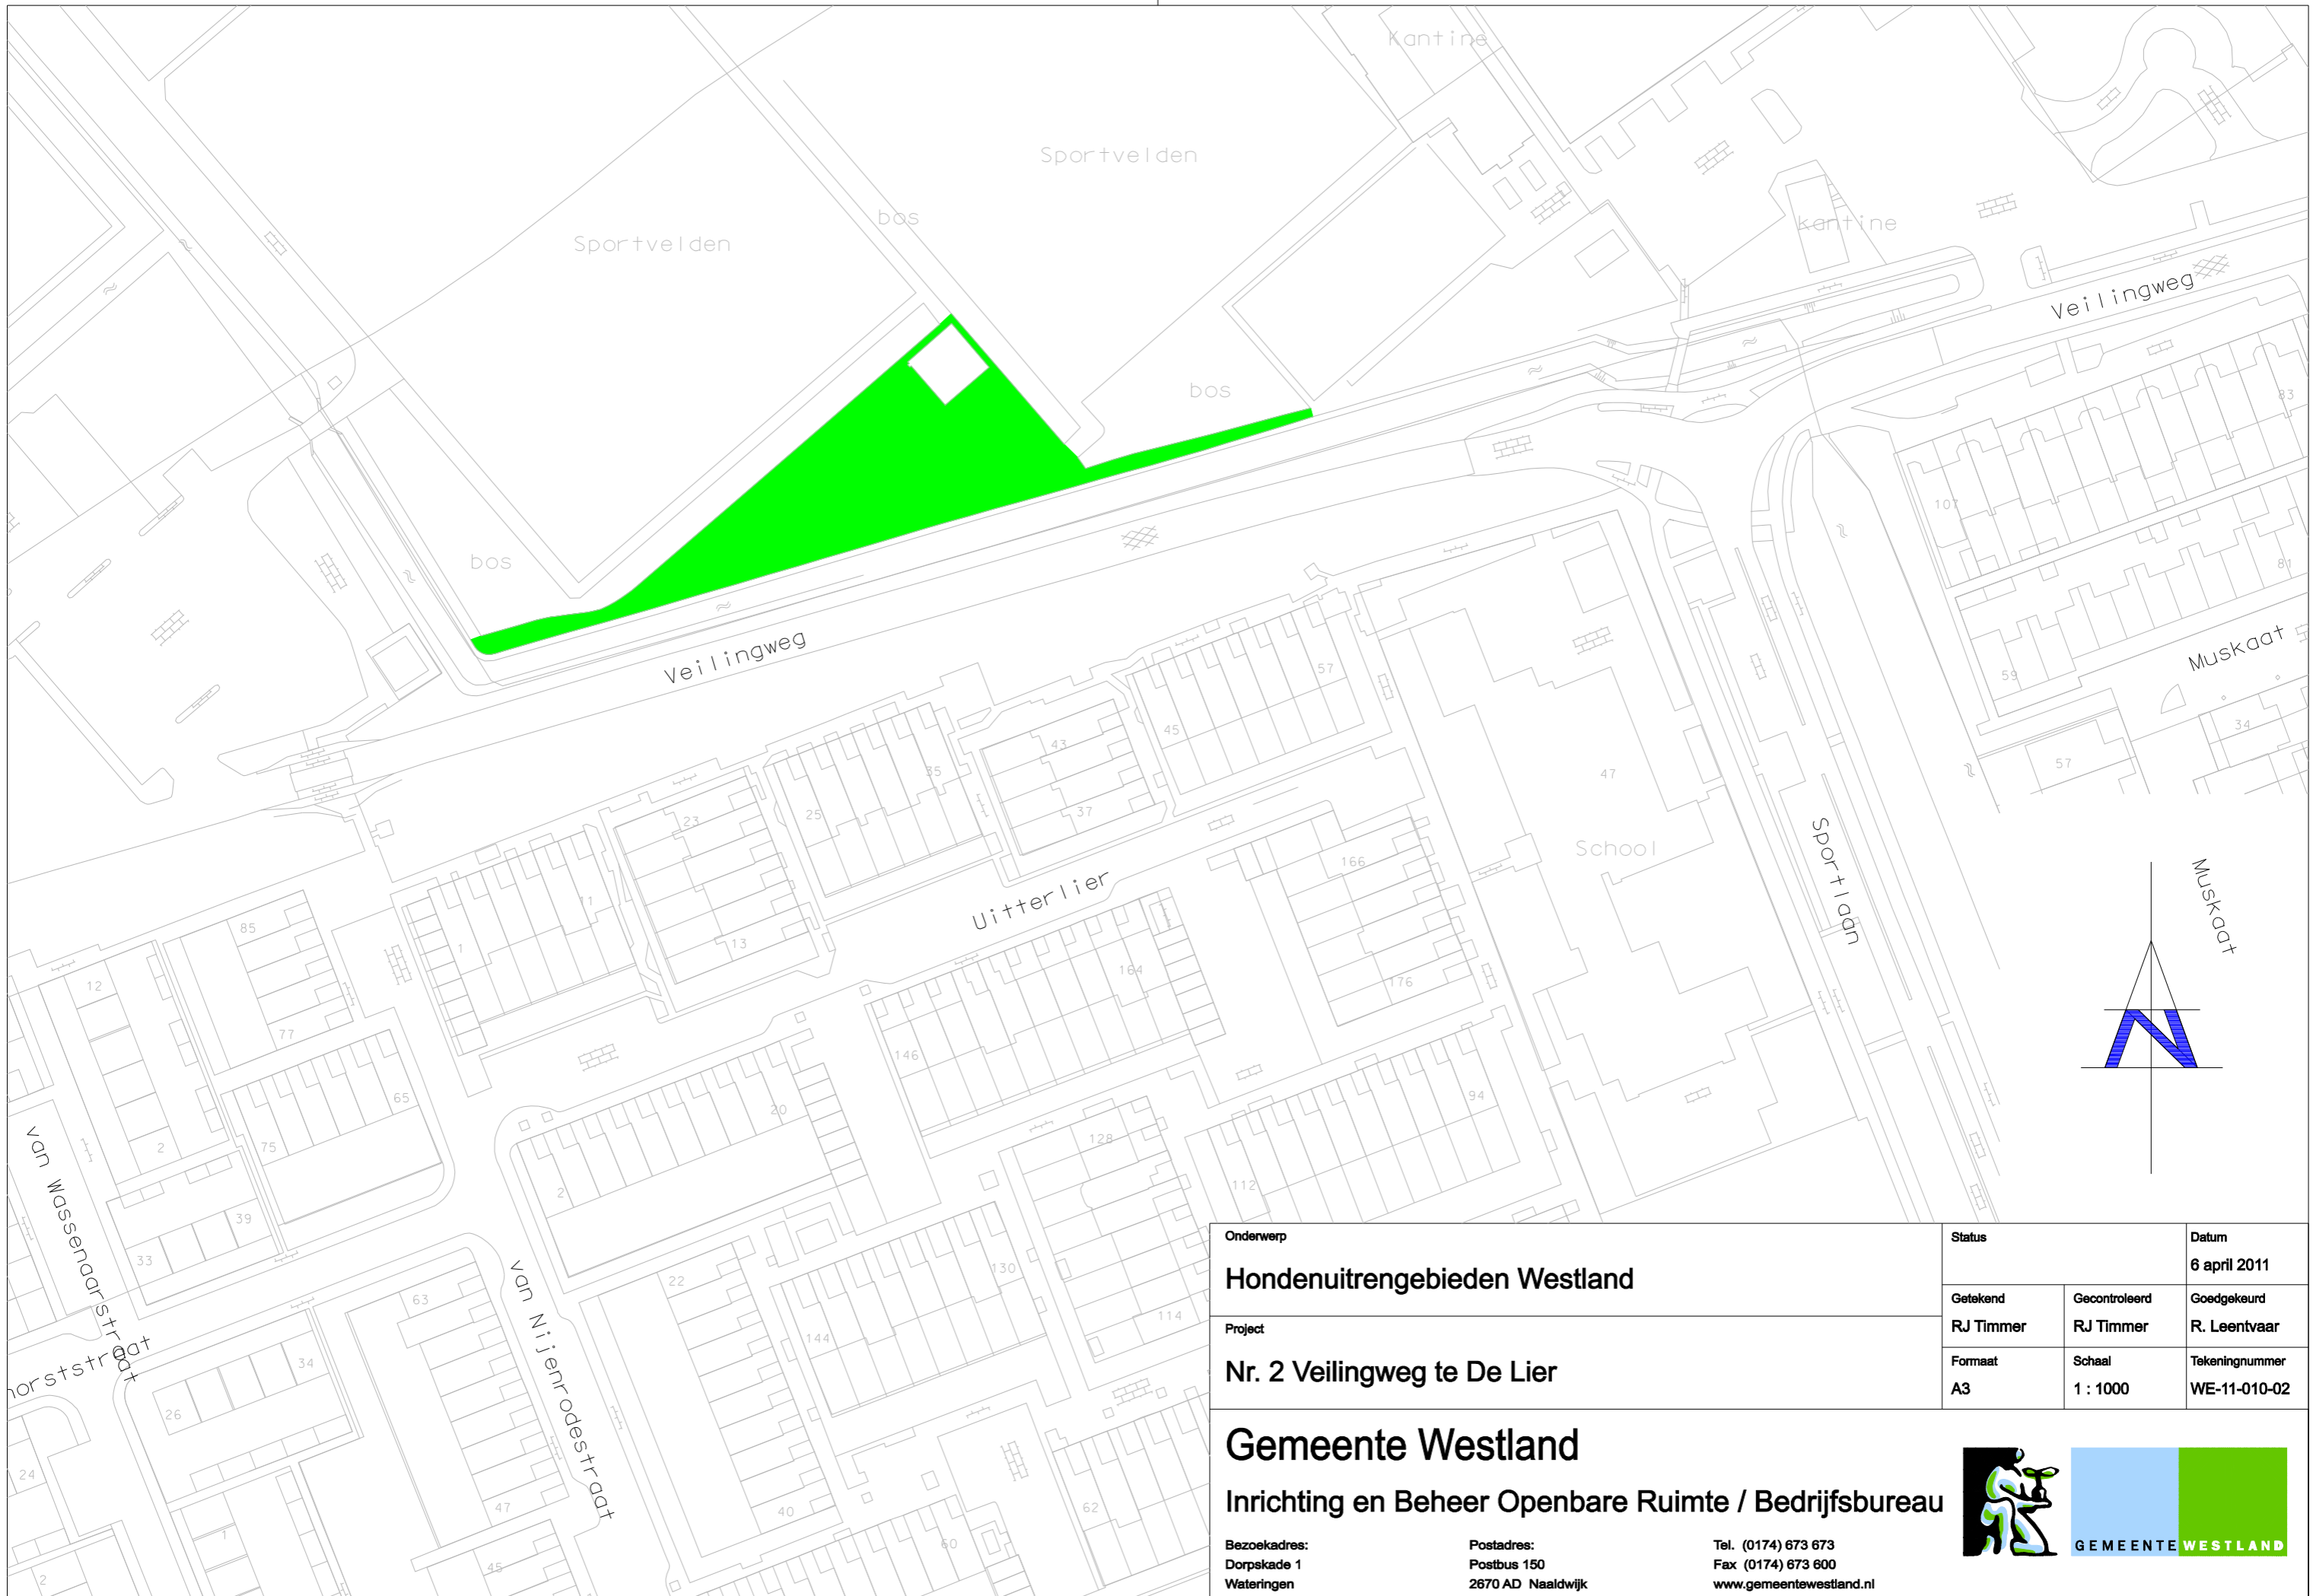 Kantine
Sportvelden
bos
Sportvelden
kantine
Veilingweg
bos
83
107
bos
81
Veilingweg
Muskaat
57
59
45
34
43
57
35
47
37
25
23
School
166
Sportlaan
Muskaat
Uitterlier
11
1
13
85
164
176
12
77
146
94
65
20
128
75
2
2
112
van Wassenaarstraat
39
33
22
130
van Nijenrodestraat
63
114
144
horststraat
34
26
24
47
40
62
1
60
45
2
Onderwerp
Hondenuitrengebieden Westland
Status
Datum
6 april 2011
Getekend
RJ Timmer
Gecontroleerd
RJ Timmer
Goedgekeurd
R. Leentvaar
Project
Nr. 2 Veilingweg te De Lier
Formaat
A3
Schaal
1 : 1000
Tekeningnummer
WE-11-010-02
Gemeente Westland
Inrichting en Beheer Openbare Ruimte / Bedrijfsbureau
Bezoekadres:
Dorpskade 1
Wateringen
Postadres:
Postbus 150
2670 AD Naaldwijk
Tel. (0174) 673 673
Fax (0174) 673 600
www.gemeentewestland.nl
GEMEENTE WESTLAND
N